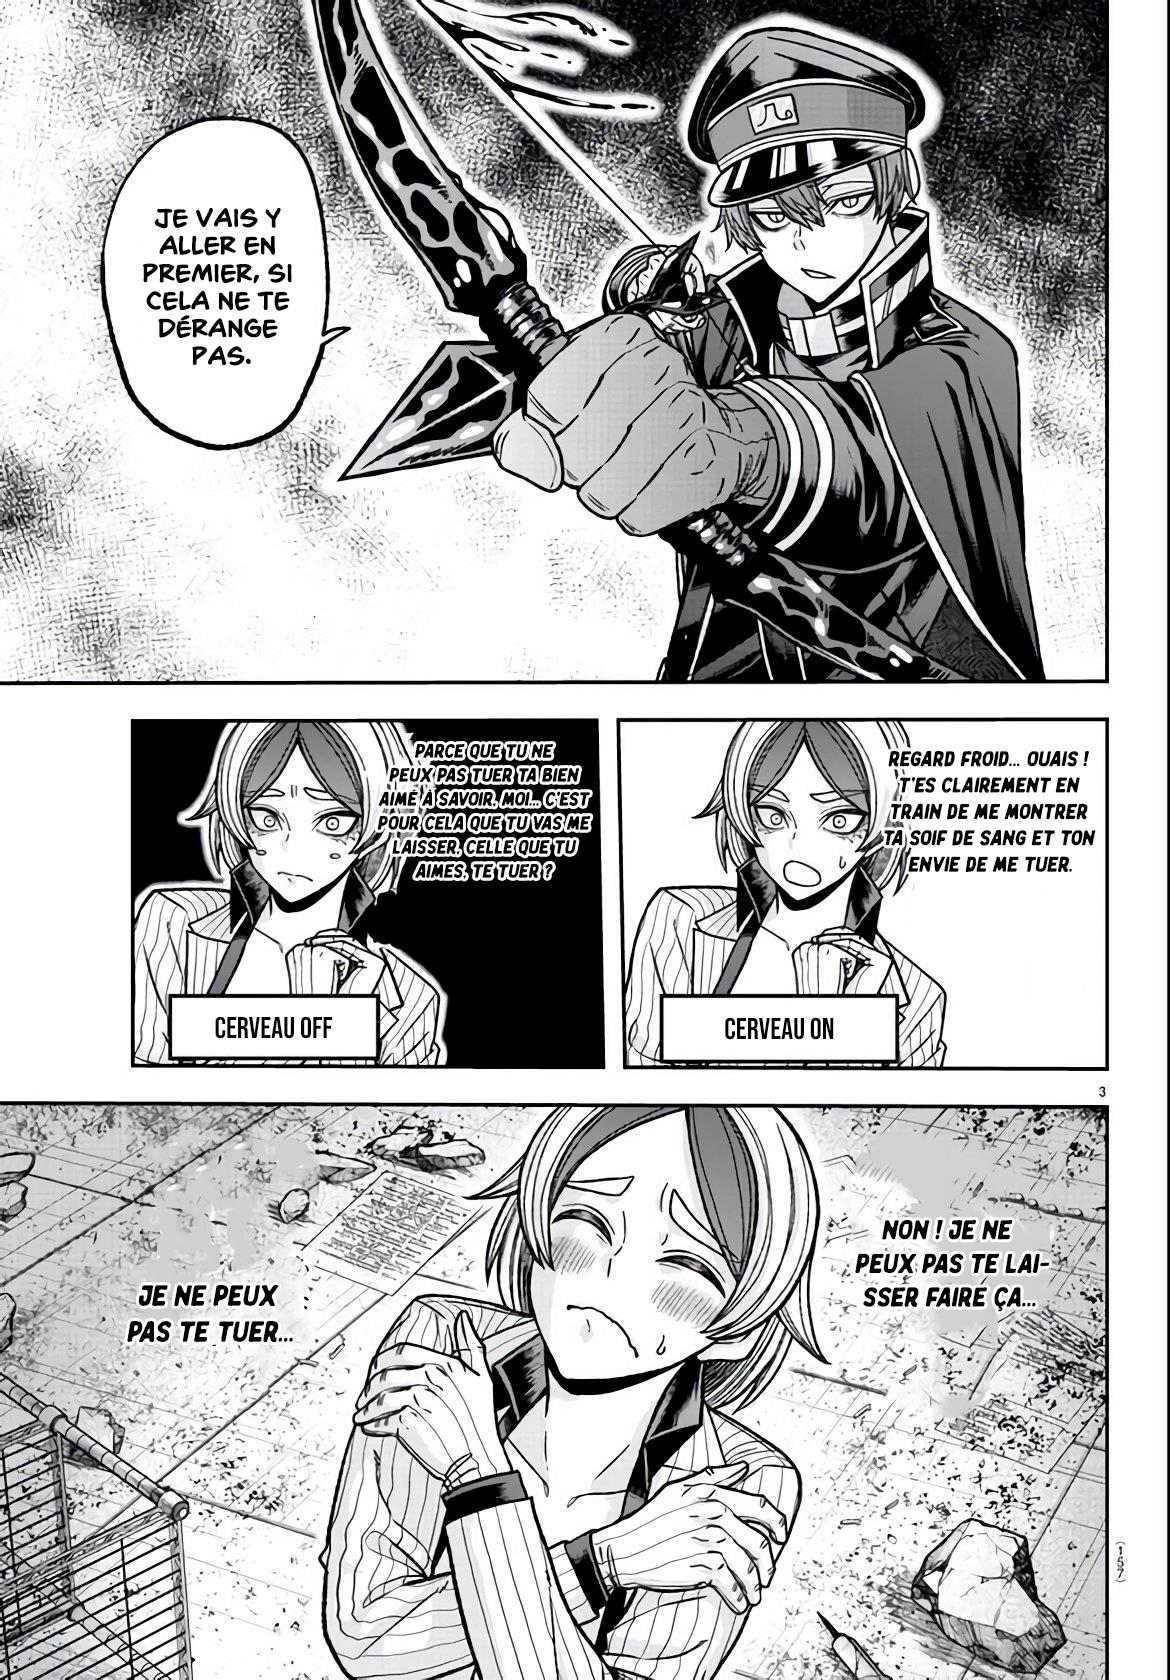 JE VAIS Y
ALLER EN
PREMIER, SI
CELA NE TE
DÉRANGE
PAS.
REGARD FROID... OUAIS !
T'ES CLAIREMENT EN
TRAIN DE ME MONTRER
TA SOIF DE SANG ET TON
ENVIE DE ME TUER.
CERVEAU ON
PARCE QUE TU NE
PEUX PAS TUER TA BIEN
AIMÉ À SAVOIR, MOI... C'EST
POUR CELA QUE TU VAS ME
LAISSER, CELLE QUE TU
AIMES, TE TUER ?
CERVEAU OFF
3
NON ! JE NE
PEUX PAS TE LAI-
SSER FAIRE ÇA...
JE NE PEUX
PAS TE TUER...
(157)